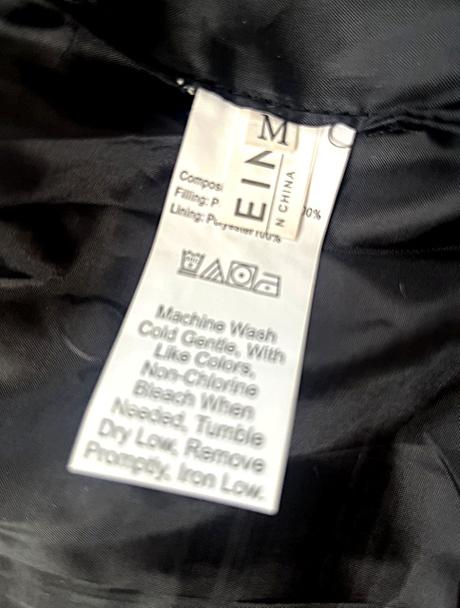 M
EIN
N CHINA
Filling: P
00%
Lining: Polyester100%
Machine Wash
Cold Gentle, With
Like Colors,
Non-Chlorine
Bleach When
Needed, Tumble
Dry Low, Remove
Promptly, Iron Low.